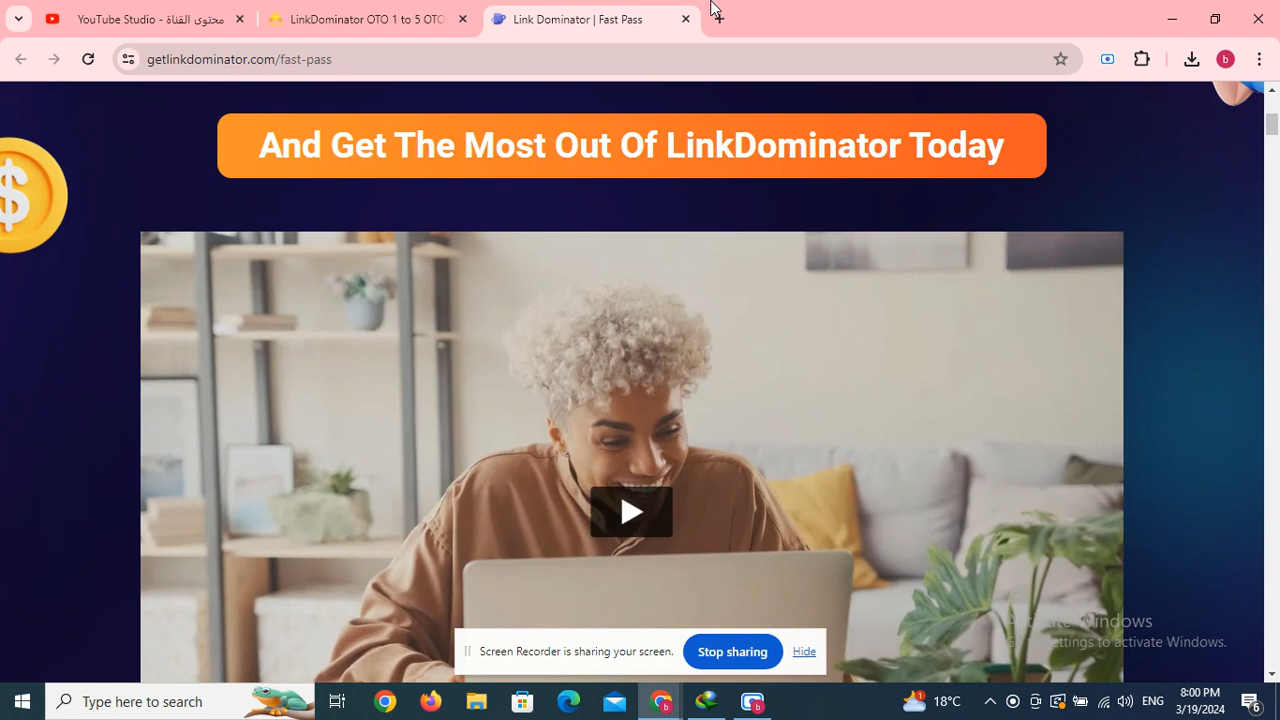 YouTube Studio - محتوى القناة
LinkDominator OTO 1 to 5 OTO
Link Dominator | Fast Pass
getlinkdominator.com/fast-pass
b
And Get The Most Out Of LinkDominator Today
$
Activate Windows
Go to Settings to activate Windows.
Screen Recorder is sharing your screen.
Stop sharing
Hide
Type here to search
1
18°C
ENG
8:00 PM
3/19/2024
6